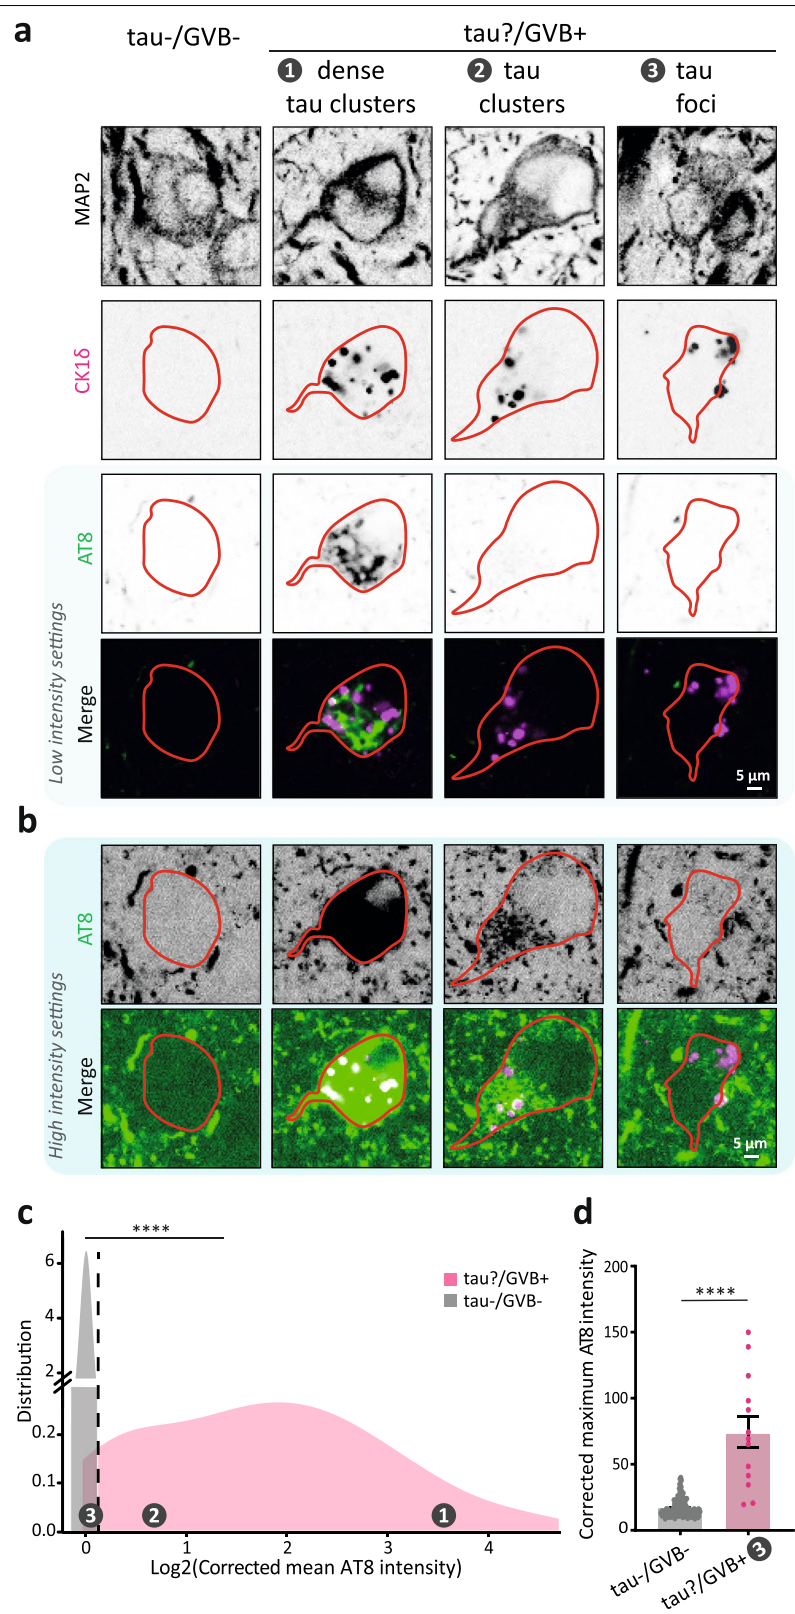 a
tau-/GVB-
tau?/GVB+
1 dense
tau clusters
2 tau
clusters
3 tau
foci
MAP2
CK1δ
AT8
Merge
Low intensity settings
5 µm
b
AT8
Merge
High intensity settings
5 µm
c
****
6
4
2
0.2
0.1
0.0
Distribution
tau?/GVB+
tau-/GVB-
3
2
1
0
1
2
3
4
Log2(Corrected mean AT8 intensity)
d
Corrected maximum AT8 intensity
200
150
100
50
0
****
tau-/GVB-
tau?/GVB+ 3